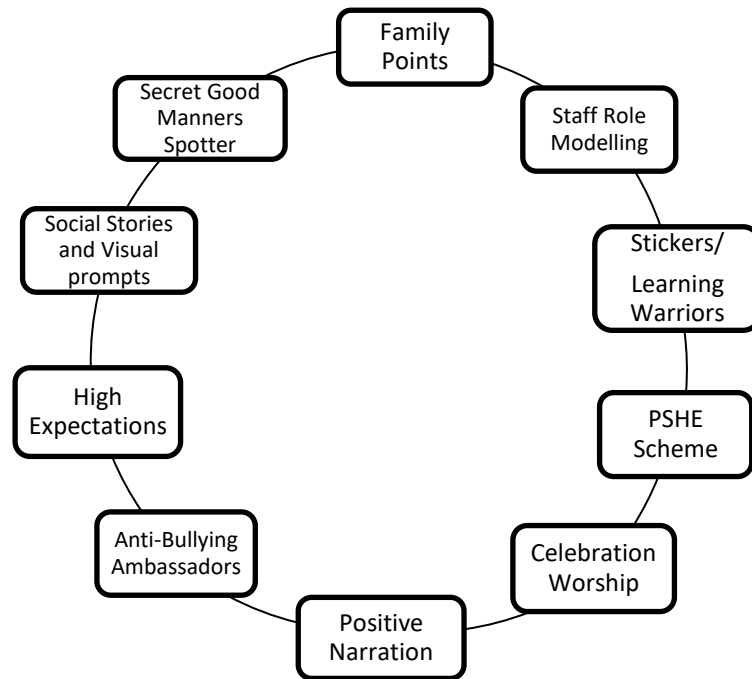 Family
Points
Staff Role
Modelling
Stickers/
Learning
Warriors
PSHE
Scheme
Celebration
Worship
Positive
Narration
Anti-Bullying
Ambassadors
High
Expectations
Social Stories
and Visual
prompts
Secret Good
Manners
Spotter